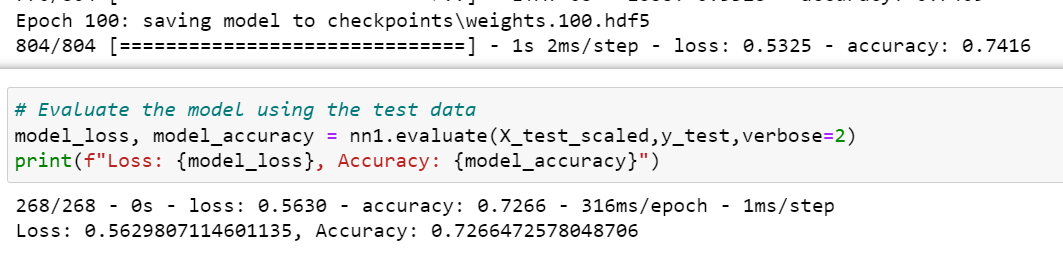 Epoch 100: saving model to checkpoints\weights.100.hdf5
804/804 [==============================] - 1s 2ms/step - loss: 0.5325 - accuracy: 0.7416
# Evaluate the model using the test data
model_loss, model_accuracy = nn1.evaluate(X_test_scaled,y_test,verbose=2)
print(f"Loss: {model_loss}, Accuracy: {model_accuracy}")
268/268 - 0s - loss: 0.5630 - accuracy: 0.7266 - 316ms/epoch - 1ms/step
Loss: 0.5629807114601135, Accuracy: 0.7266472578048706